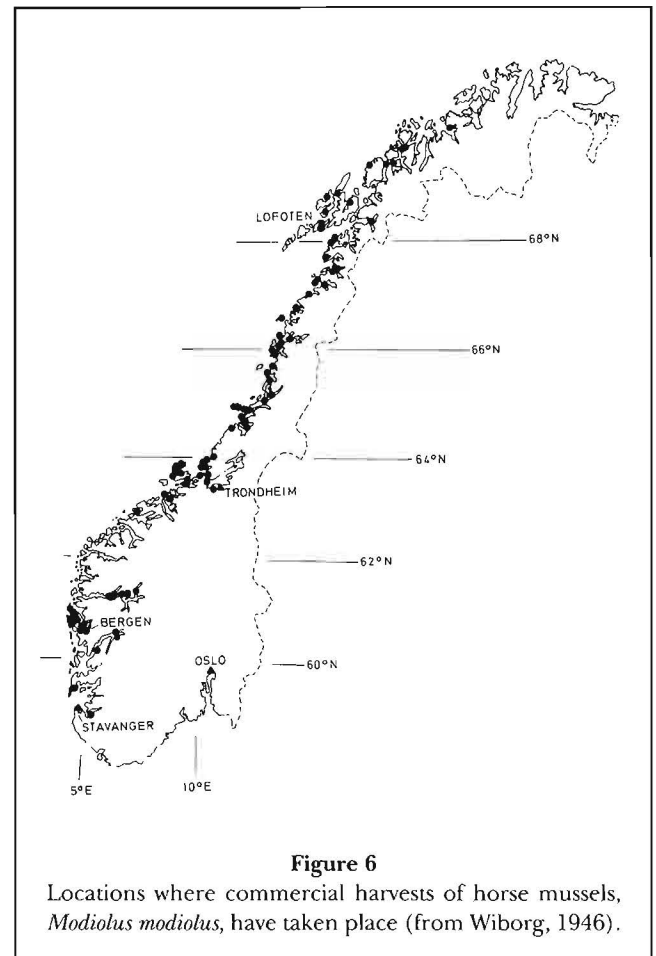 LOFOTEN
68°N
66°N
64°N
TRONDHEIM
62°N
BERGEN
OSLO
60°N
STAVANGER
5°E
10°E
Figure 6
Locations where commercial harvests of horse mussels,
Modiolus modiolus, have taken place (from Wiborg, 1946).